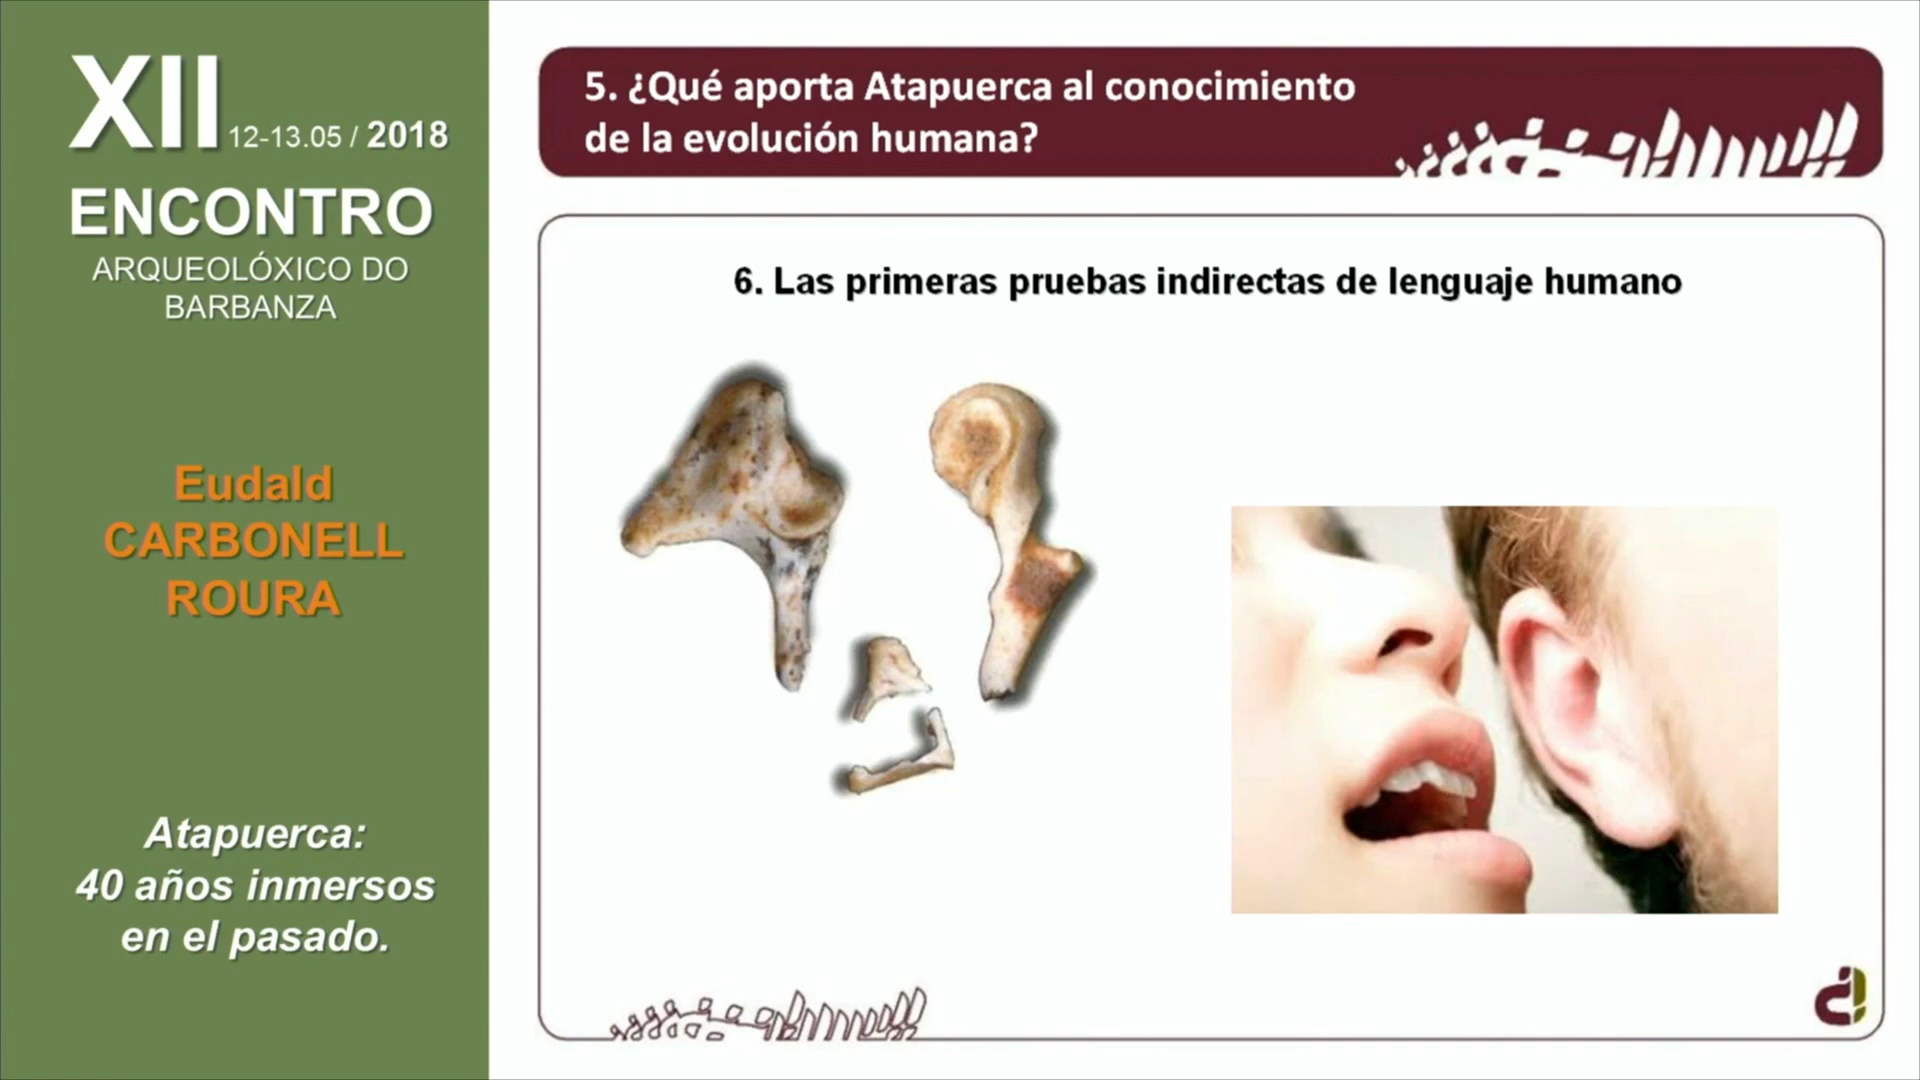 XII 12-13.05 / 2018
ENCONTRO
ARQUEOLÓXICO DO
BARBANZA
Eudald
CARBONELL
ROURA
Atapuerca:
40 años inmersos
en el pasado.
5. ¿Qué aporta Atapuerca al conocimiento
de la evolución humana?
6. Las primeras pruebas indirectas de lenguaje humano